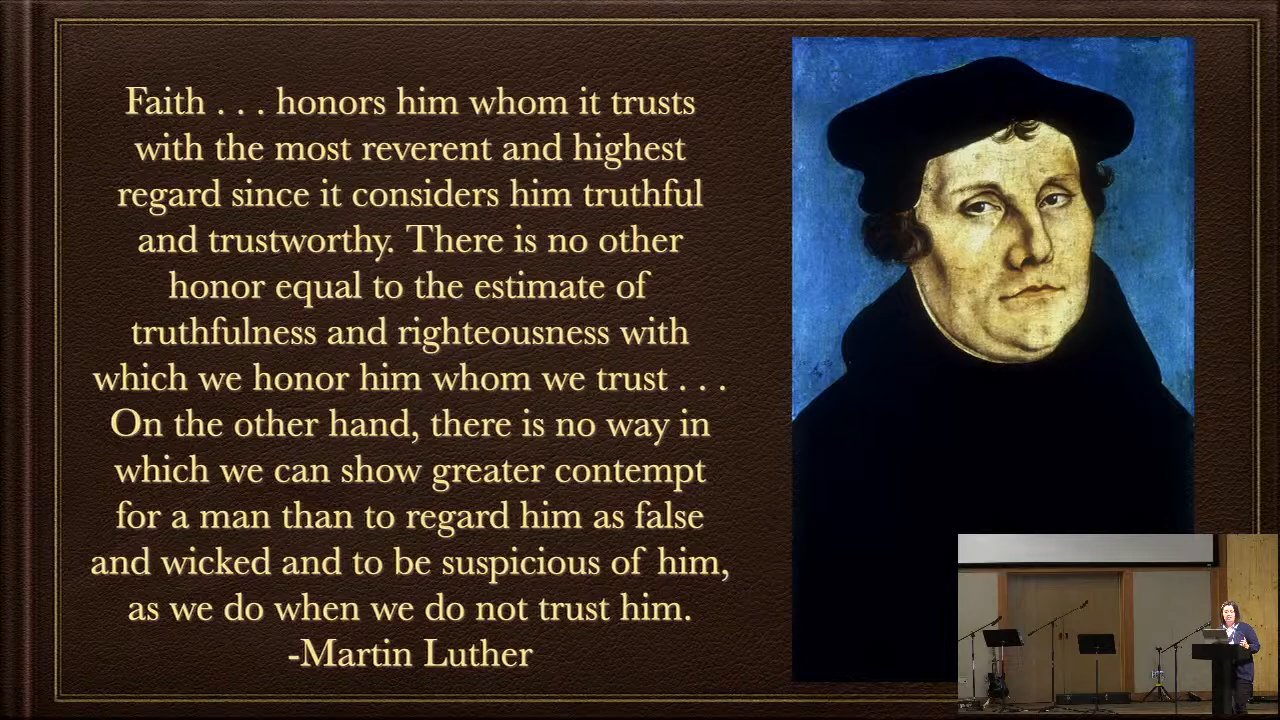 Faith . . . honors him whom it trusts
with the most reverent and highest
regard since it considers him truthful
and trustworthy. There is no other
honor equal to the estimate of
truthfulness and righteousness with
which we honor him whom we trust . . .
On the other hand, there is no way in
which we can show greater contempt
for a man than to regard him as false
and wicked and to be suspicious of him,
as we do when we do not trust him.
-Martin Luther